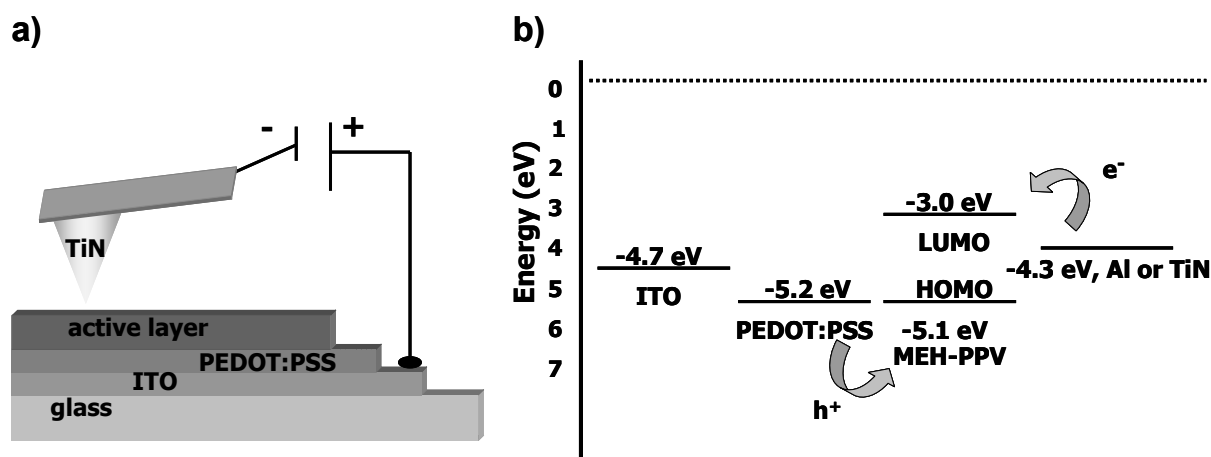 a)
- +
TiN
active layer
PEDOT:PSS
ITO
glass
b)
Energy (eV)
0
1
2
3
4
5
6
7
-4.7 eV
ITO
-5.2 eV
PEDOT:PSS
h+
-3.0 eV
LUMO
HOMO
-5.1 eV
MEH-PPV
e-
-4.3 eV, Al or TiN